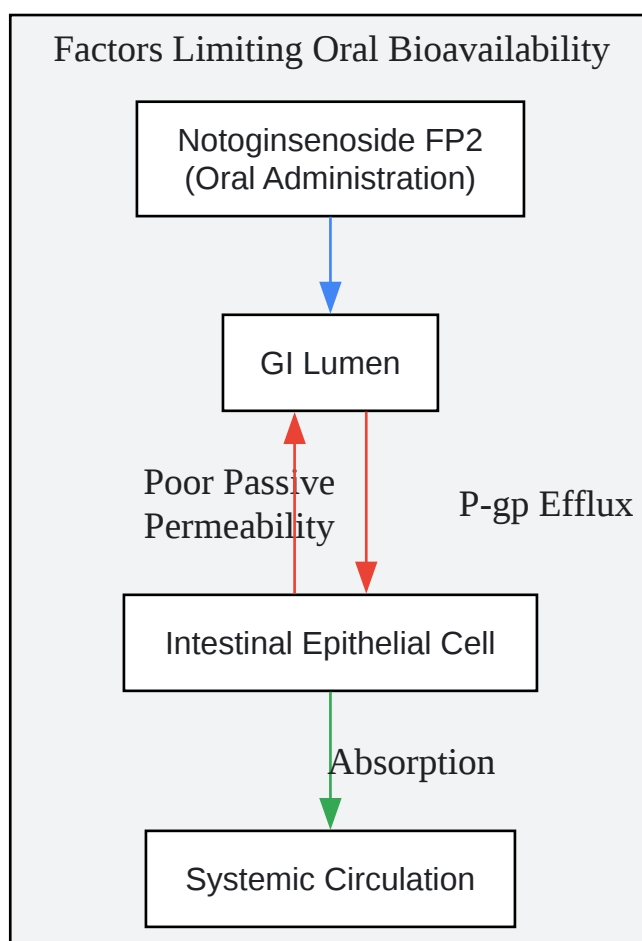 Factors Limiting Oral Bioavailability
Notoginsenoside FP2
(Oral Administration)
GI Lumen
Poor Passive
Permeability
P-gp Efflux
Intestinal Epithelial Cell
Absorption
Systemic Circulation